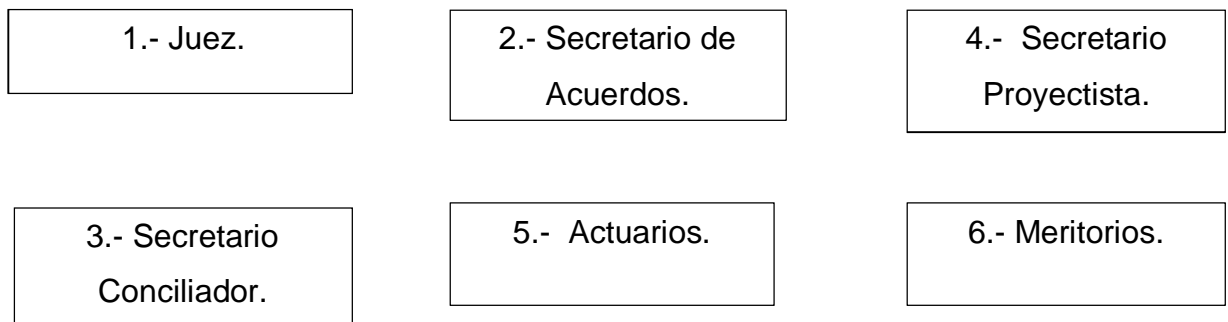 1.- Juez.
2.- Secretario de
Acuerdos.
4.- Secretario
Proyectista.
3.- Secretario
Conciliador.
5.- Actuarios.
6.- Meritorios.